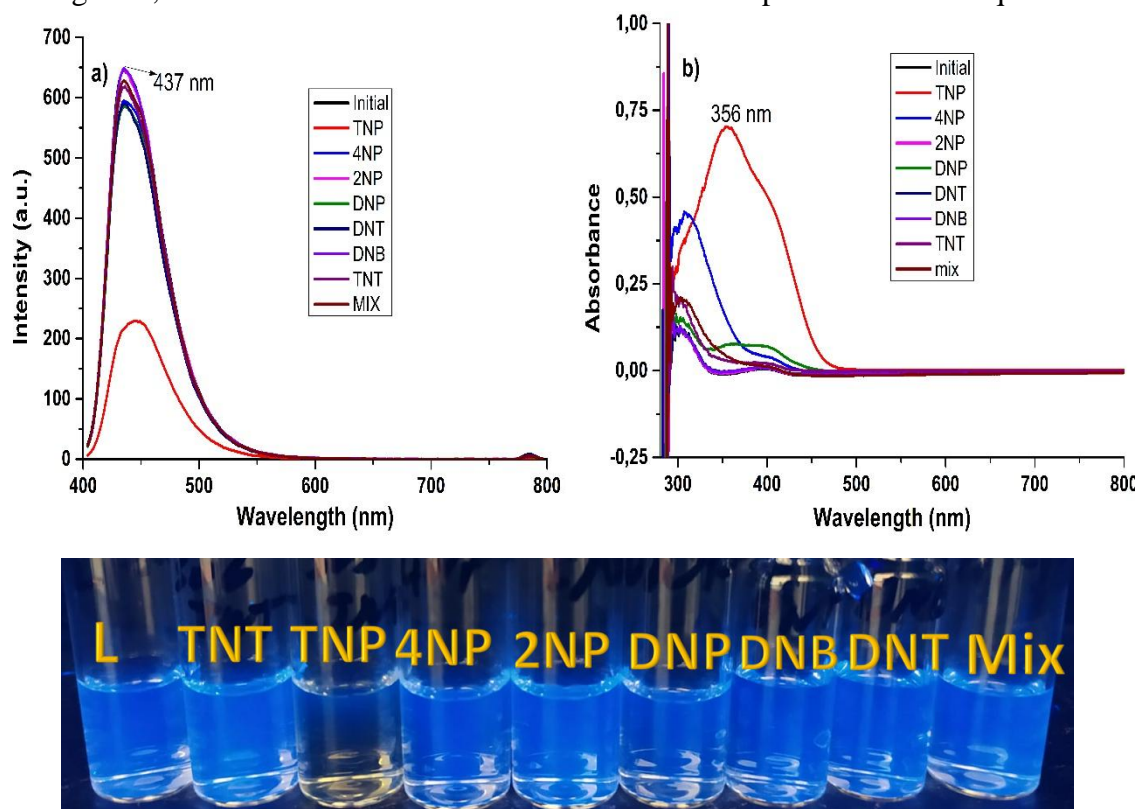 a)
437 nm
Initial
TNP
4NP
2NP
DNP
DNT
DNB
TNT
MIX
700
600
500
400
300
200
100
0
Intensity (a.u.)
400 500 600 700 800
Wavelength (nm)
b)
356 nm
Initial
TNP
4NP
2NP
DNP
DNT
DNB
TNT
mix
1,00
0,75
0,50
0,25
0,00
-0,25
Absorbance
300 400 500 600 700 800
Wavelength (nm)
L TNT TNP 4NP 2NP DNP DNB DNT Mix